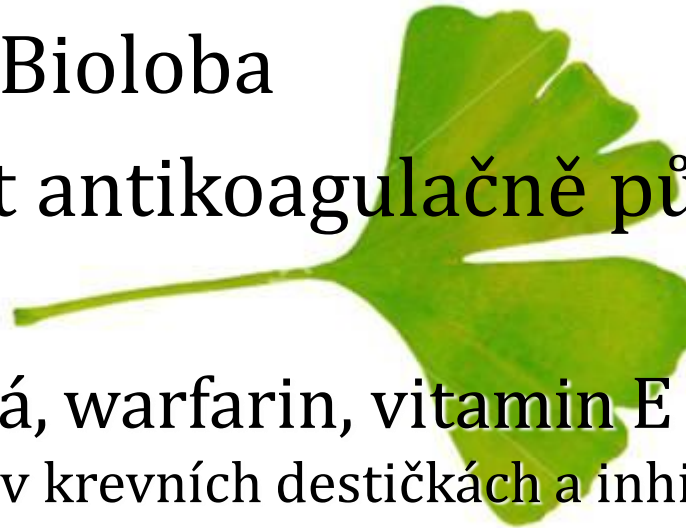 Bioloba
t antikoagulačně pů
á, warfarin, vitamin E
v krevních destičkách a inhi